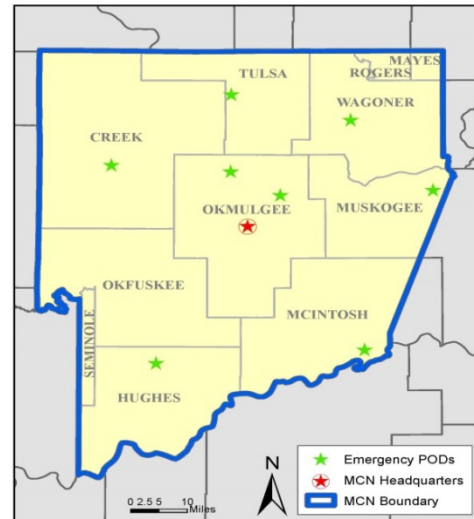 MAYES
TULSA
ROGERS
WAGONER
CREEK
MUSKOGEE
OKMULGEE
OKFUSKEE
MCINTOSH
SEMINOLE
HUGHES
Emergency PODs
MCN Headquarters
MCN Boundary
N
0 2.5 5 10
Miles